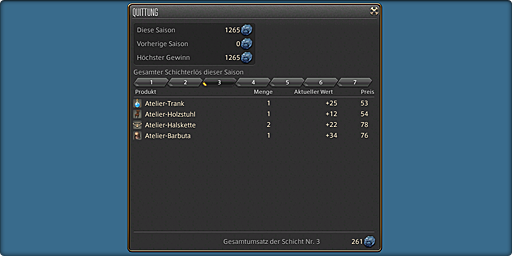 QUITTUNG
Diese Saison 1265
Vorherige Saison 0
Höchster Gewinn 1265
Gesamter Schichterlös dieser Saison
1 2 3 4 5 6 7
Produkt Menge Aktueller Wert Preis
Atelier-Trank 1 +25 53
Atelier-Holzstuhl 1 +12 54
Atelier-Halskette 2 +22 78
Atelier-Barbuta 1 +34 76
Gesamtumsatz der Schicht Nr. 3 261